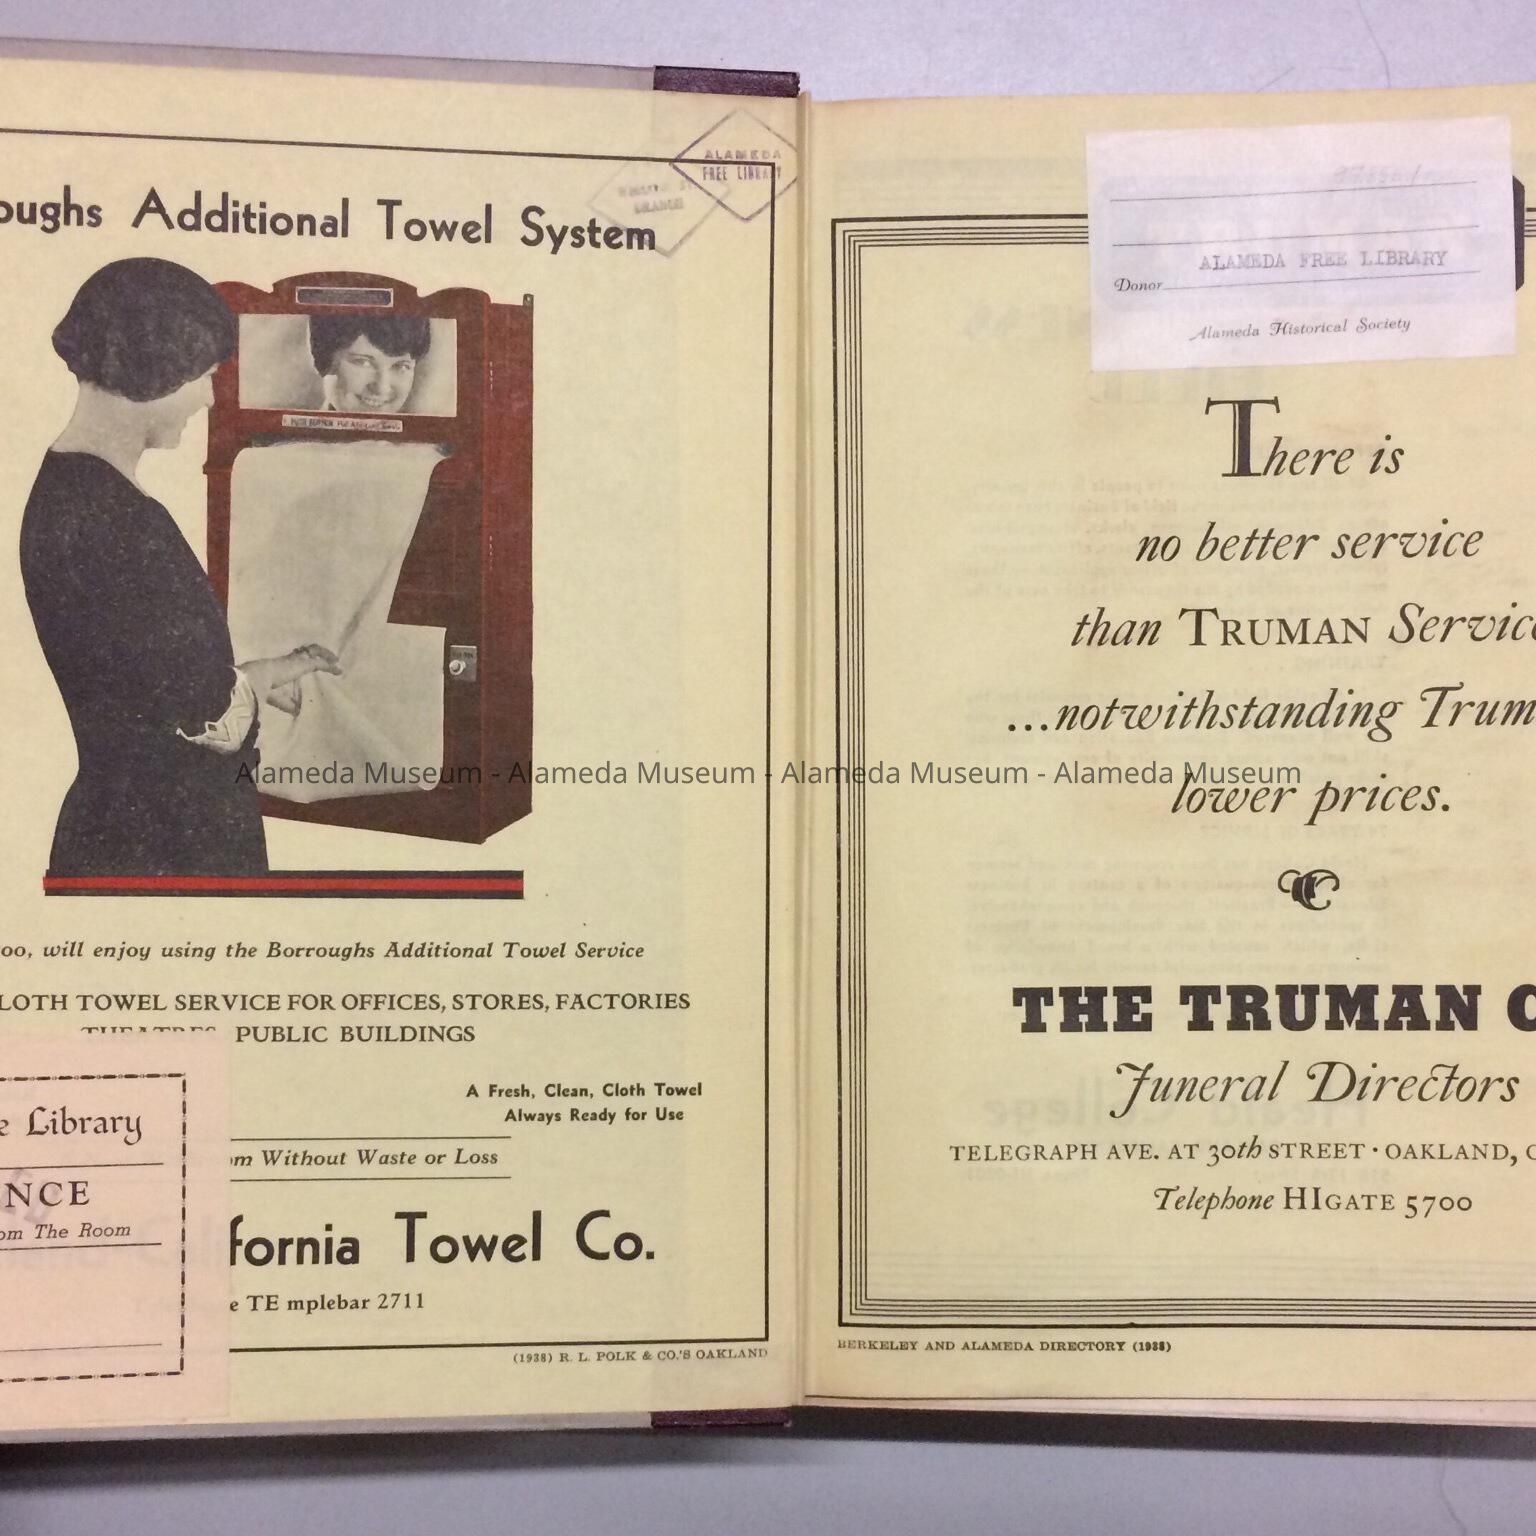 ALAMEDA
FREE LIBRARY
BRANCH
oughs Additional Towel System
oo, will enjoy using the Borroughs Additional Towel Service
LOTH TOWEL SERVICE FOR OFFICES, STORES, FACTORIES
THEATRES PUBLIC BUILDINGS
A Fresh, Clean, Cloth Towel
Always Ready for Use
om Without Waste or Loss
fornia Towel Co.
e TE mplebar 2711
(1938) R. L. POLK & CO.'S OAKLAND
e Library
NCE
om The Room
ALAMEDA FREE LIBRARY
Donor
Alameda Historical Society
There is
no better service
than TRUMAN Servic
...notwithstanding Trum
lower prices.
THE TRUMAN C
Funeral Directors
TELEGRAPH AVE. AT 30th STREET · OAKLAND, C
Telephone HIGATE 5700
BERKELEY AND ALAMEDA DIRECTORY (1938)
Alameda Museum - Alameda Museum - Alameda Museum - Alameda Museum